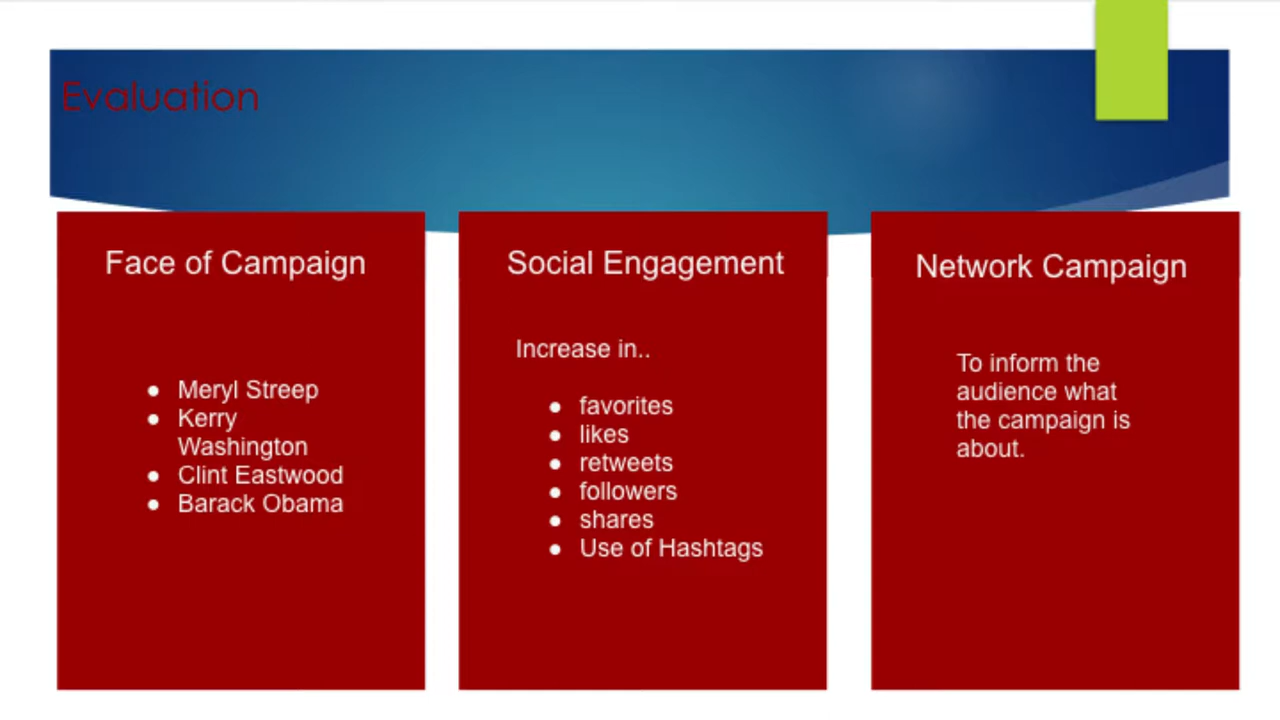 Evaluation
Face of Campaign
● Meryl Streep
● Kerry
Washington
● Clint Eastwood
● Barack Obama
Social Engagement
Increase in..
● favorites
● likes
● retweets
● followers
● shares
● Use of Hashtags
Network Campaign
To inform the
audience what
the campaign is
about.